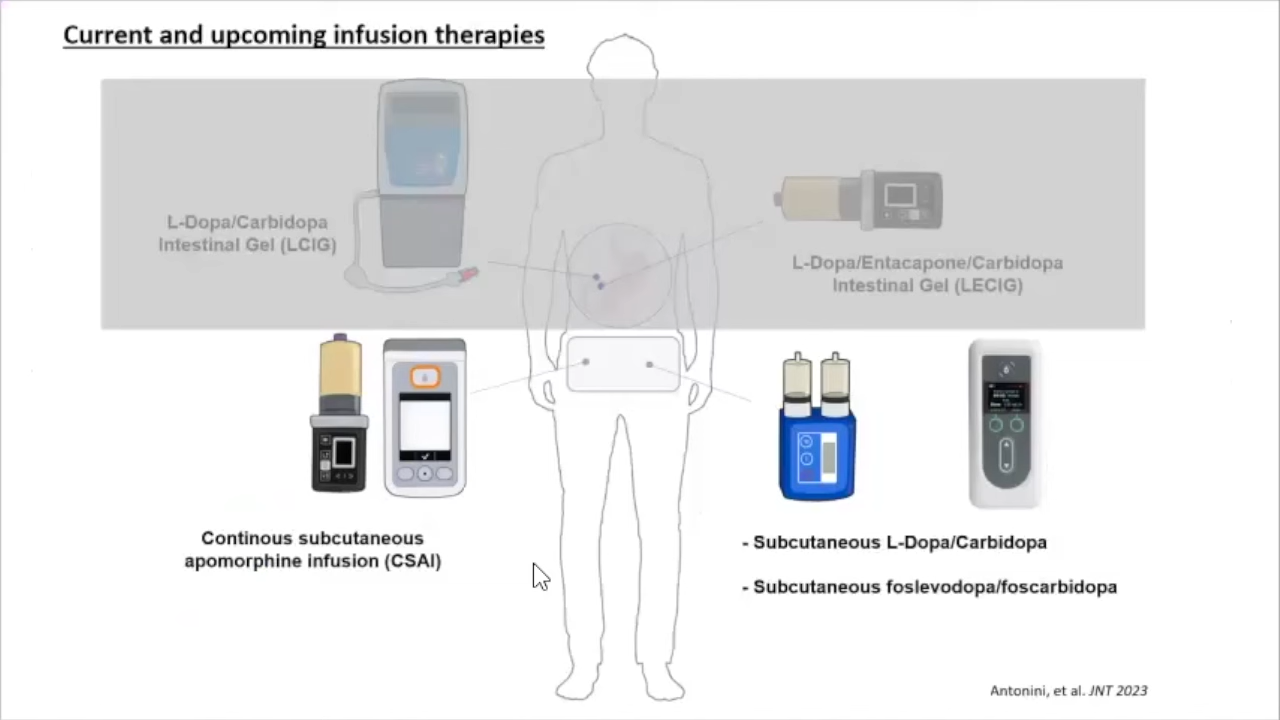 Current and upcoming infusion therapies
L-Dopa/Carbidopa
Intestinal Gel (LCIG)
L-Dopa/Entacapone/Carbidopa
Intestinal Gel (LECIG)
Continous subcutaneous
apomorphine infusion (CSAI)
- Subcutaneous L-Dopa/Carbidopa
- Subcutaneous foslevodopa/foscarbidopa
Antonini, et al. JNT 2023